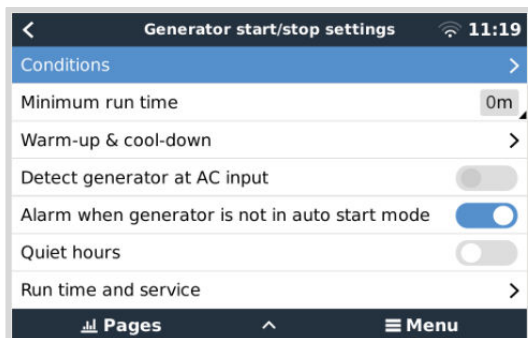 Generator start/stop settings 11:19
Conditions
Minimum run time 0m
Warm-up & cool-down
Detect generator at AC input
Alarm when generator is not in auto start mode
Quiet hours
Run time and service
Pages Menu